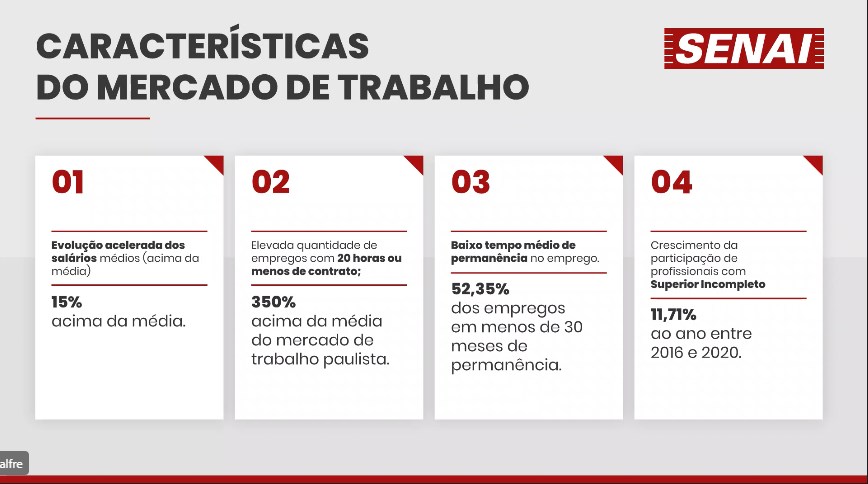 CARACTERÍSTICAS
DO MERCADO DE TRABALHO
SENAI
01
Evolução acelerada dos
salários médios (acima da
média)
15%
acima da média.
02
Elevada quantidade de
empregos com 20 horas ou
menos de contrato;
350%
acima da média
do mercado de
trabalho paulista.
03
Baixo tempo médio de
permanência no emprego.
52,35%
dos empregos
em menos de 30
meses de
permanência.
04
Crescimento da
participação de
profissionais com
Superior Incompleto
11,71%
ao ano entre
2016 e 2020.
alfre